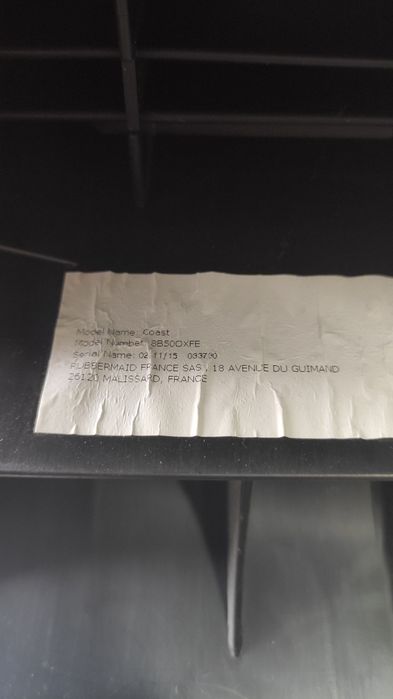 Model Name: Coast
Model Number: 8B500XFE
Serial Name: 02 11/15 033790
RUBBERMAID FRANCE SAS , 18 AVENUE DU GUIMAND
26120 MALISSARD, FRANCE